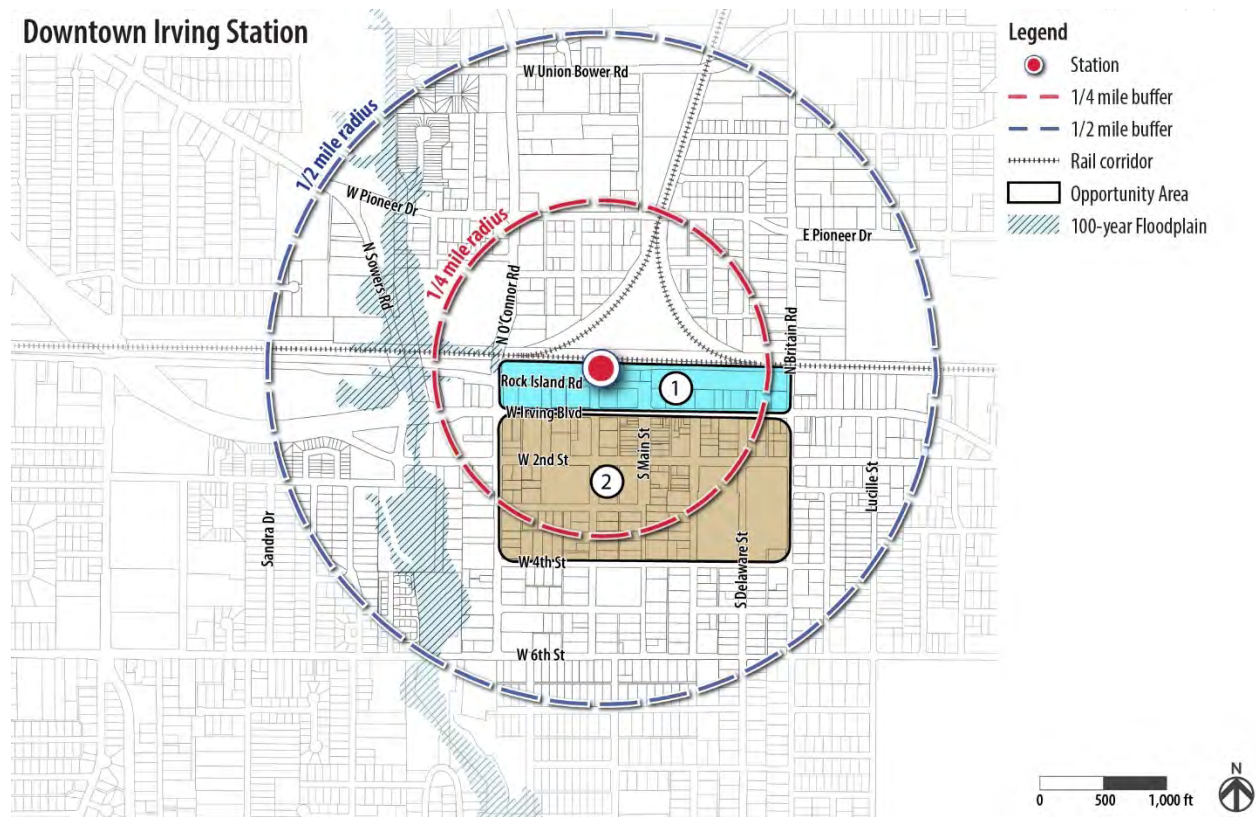 Downtown Irving Station
Legend
Station
1/4 mile buffer
1/2 mile buffer
Rail corridor
Opportunity Area
100-year Floodplain
W Union Bower Rd
1/2 mile radius
W Pioneer Dr
1/4 mile radius
E Pioneer Dr
N Sowers Rd
N O'Connor Rd
N Britain Rd
Rock Island Rd
1
W Irving Blvd
W 2nd St
S Main St
2
Lucille St
Sandra Dr
W 4th St
S Delaware St
W 6th St
N
0 500 1,000 ft